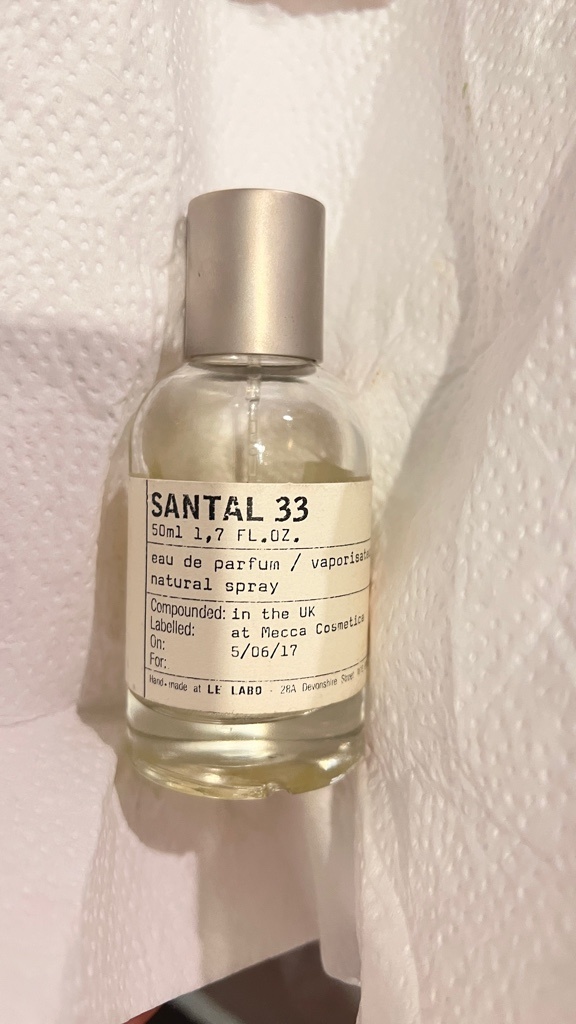 SANTAL 33
50ml 1,7 FL.OZ.
eau de parfum /
natural spray
Compounded: in the UK
Labelled: at Mecca Cosmetica
On: 5/06/17
For:
Hand-made at LE LABO - 28A Devonshire Street